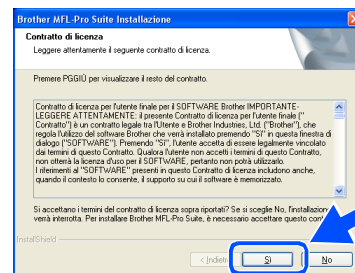 Brother MFL-Pro Suite Installazione
Contratto di licenza
Leggere attentamente il seguente contratto di licenza.
Premere PGGIÙ per visualizzare il resto del contratto.
Contratto di licenza per l'utente finale per il SOFTWARE Brother IMPORTANTE-
LEGGERE ATTENTAMENTE: il presente Contratto di licenza per l'utente finale ("
Contratto") è un contratto legale tra l'Utente e Brother Industries, Ltd. ("Brother"), che
regola l'utilizzo del software Brother che verrà installato premendo "SI" in questa finestra di
dialogo ("SOFTWARE"). Premendo "SI", l'utente accetta di essere legalmente vincolato
dai termini di questo Contratto. Qualora l'utente non accetti i termini di questo Contratto,
non otterrà la licenza d'uso per il SOFTWARE, pertanto non potrà utilizzarlo.
I riferimenti al "SOFTWARE" presenti in questo Contratto di licenza includono anche,
quando il contesto lo consente, il supporto su cui il software è memorizzato.
Si accettano i termini del contratto di licenza sopra riportati? Se si sceglie No, l'installazione
verrà interrotta. Per installare Brother MFL-Pro Suite, è necessario accettare questo
InstallShield
Sì
No